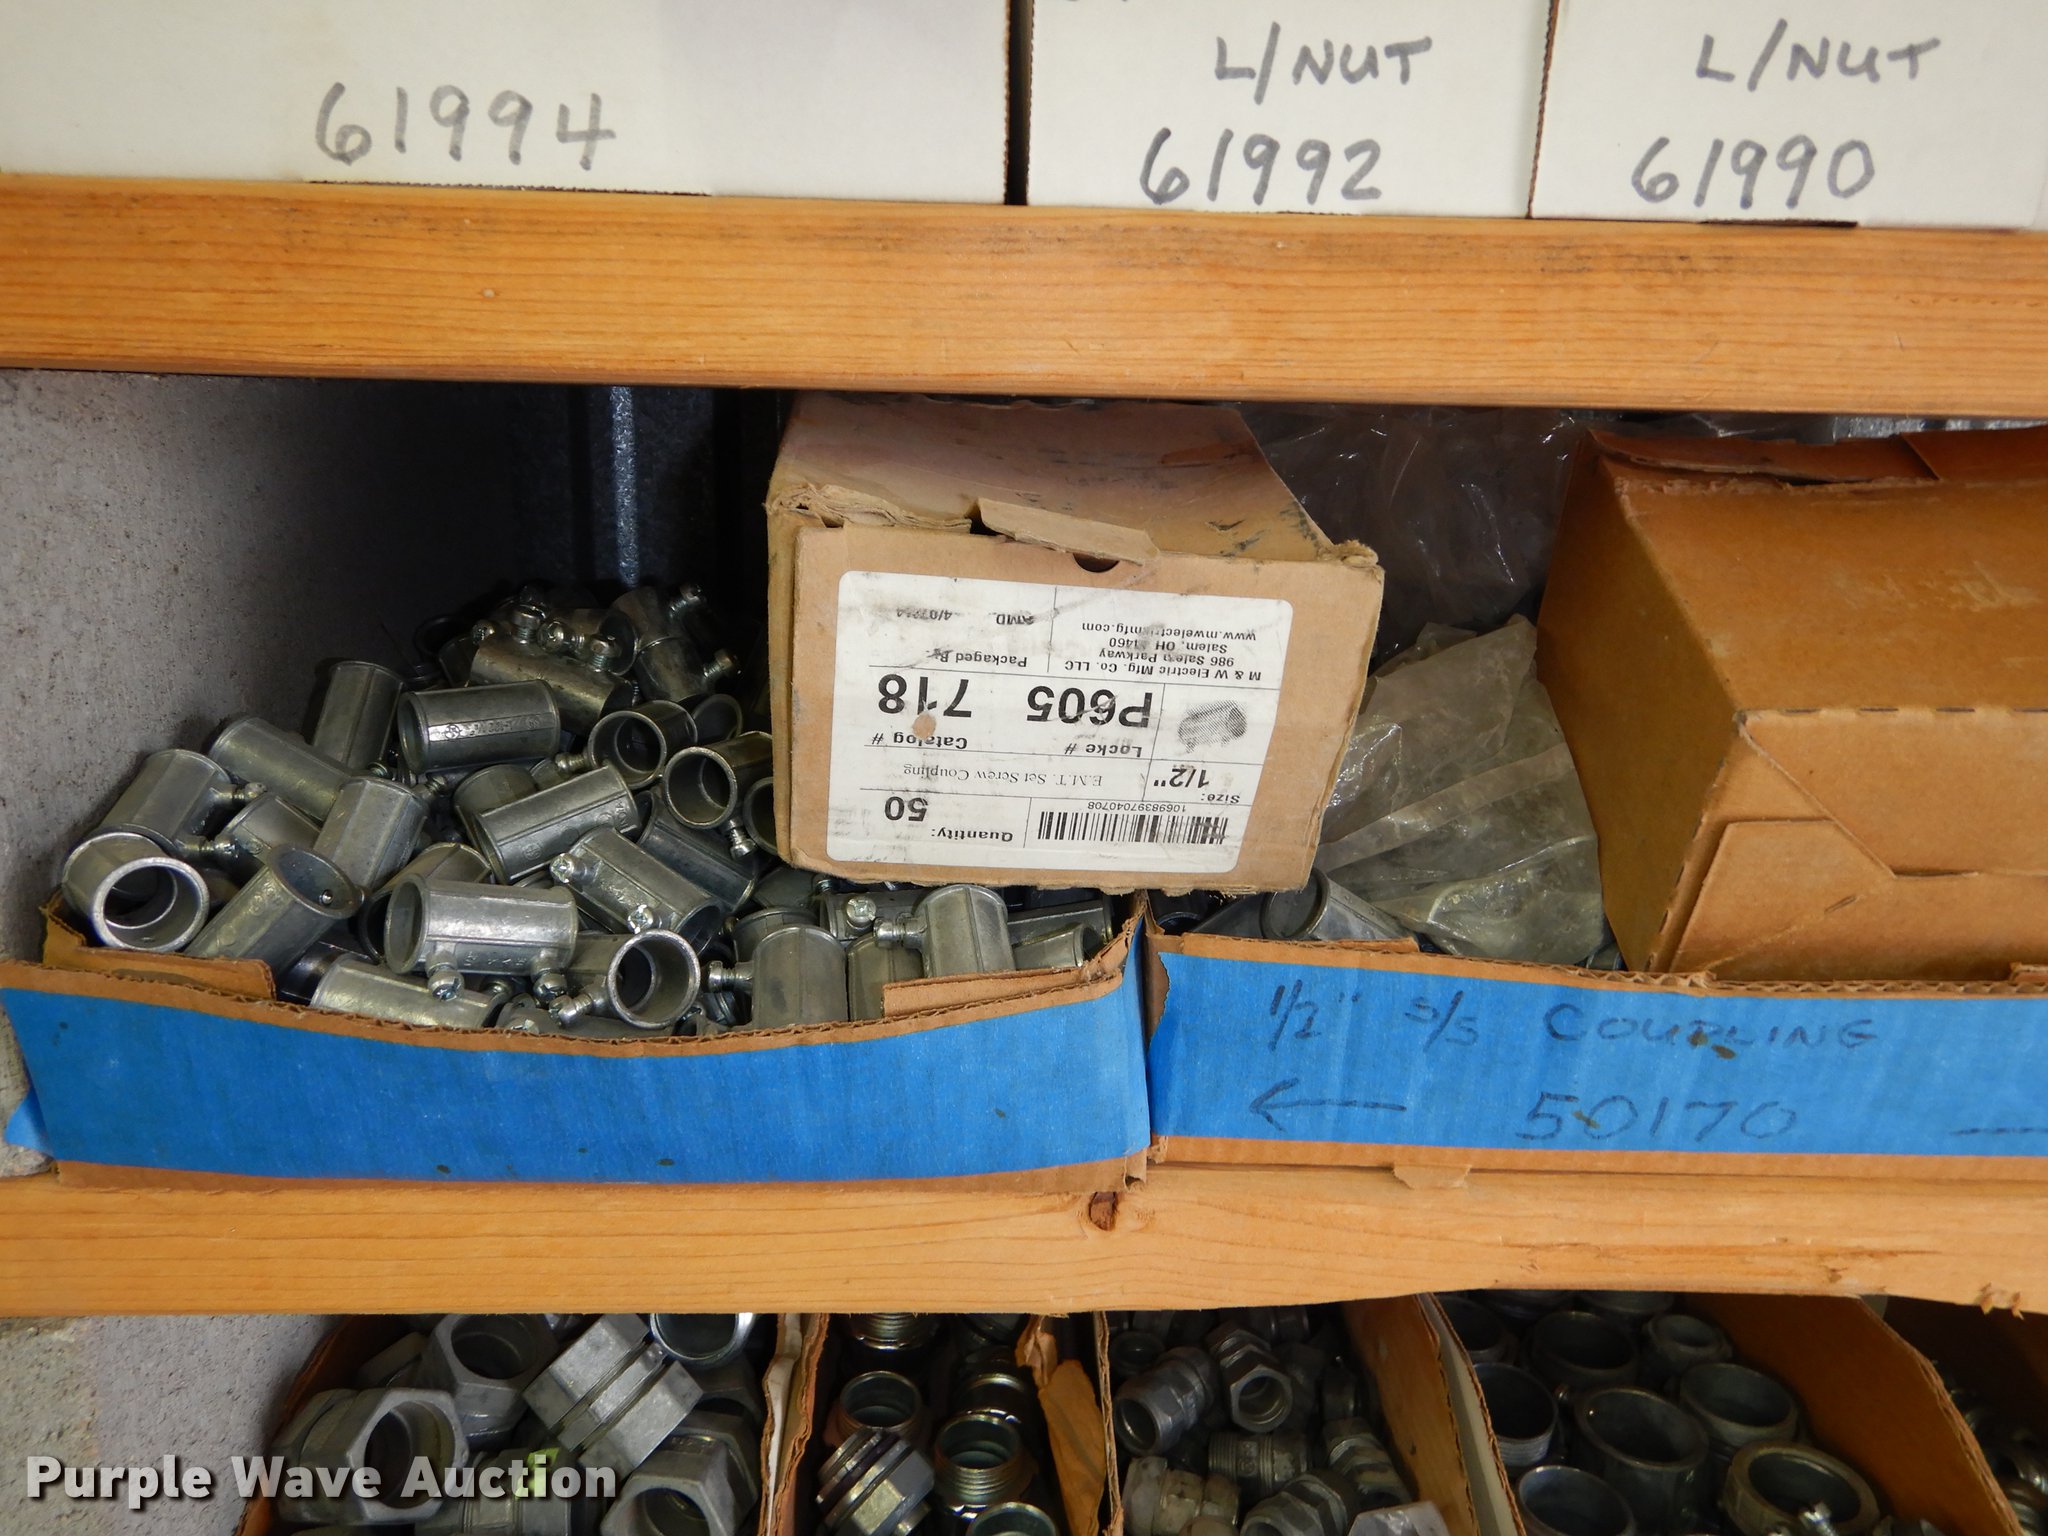 61994
L/NUT
61992
L/NUT
61990
Quantity:
50
10698397040708
Size:
1/2"
E.M.T. Set Screw Coupling
Locke #
P605
Catalog #
718
M & W Electric Mfg. Co. LLC
986 Salem Parkway
Salem, OH 44460
www.mwelectricmfg.com
Packaged By:
1/2" S/S COUPLING
← 50170
Purple Wave Auction